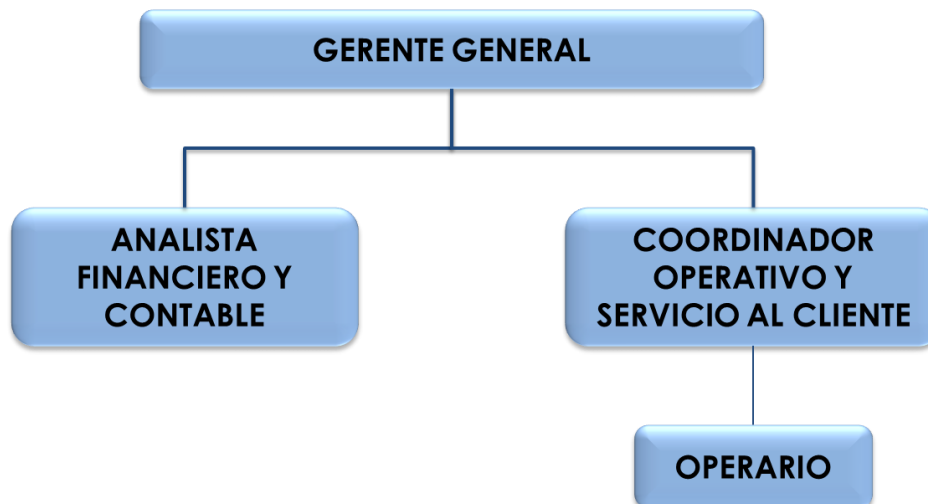 GERENTE GENERAL
ANALISTA
FINANCIERO Y
CONTABLE
COORDINADOR
OPERATIVO Y
SERVICIO AL CLIENTE
OPERARIO